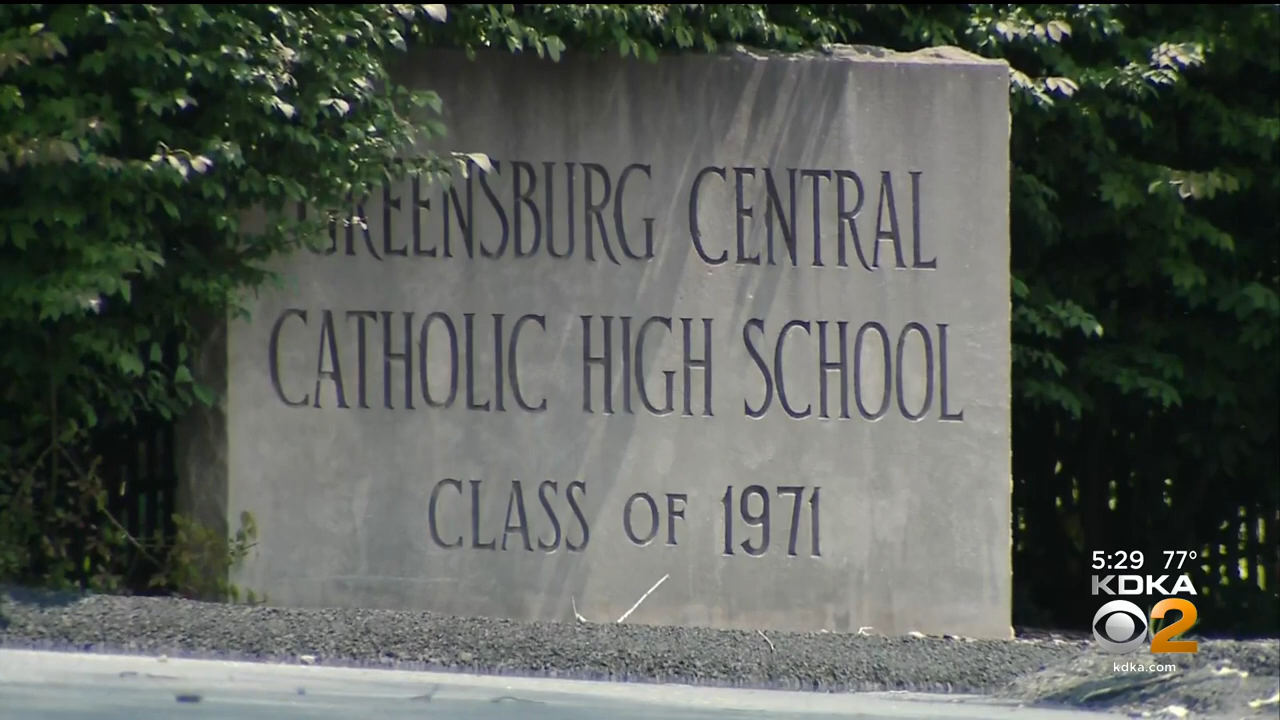 GREENSBURG CENTRAL
CATHOLIC HIGH SCHOOL
CLASS OF 1971
5:29 77°
KDKA
2
kdka.com